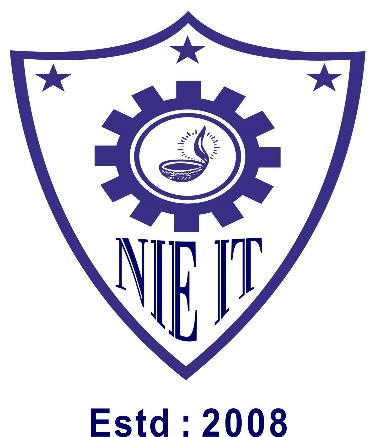 NIE IT
Estd : 2008